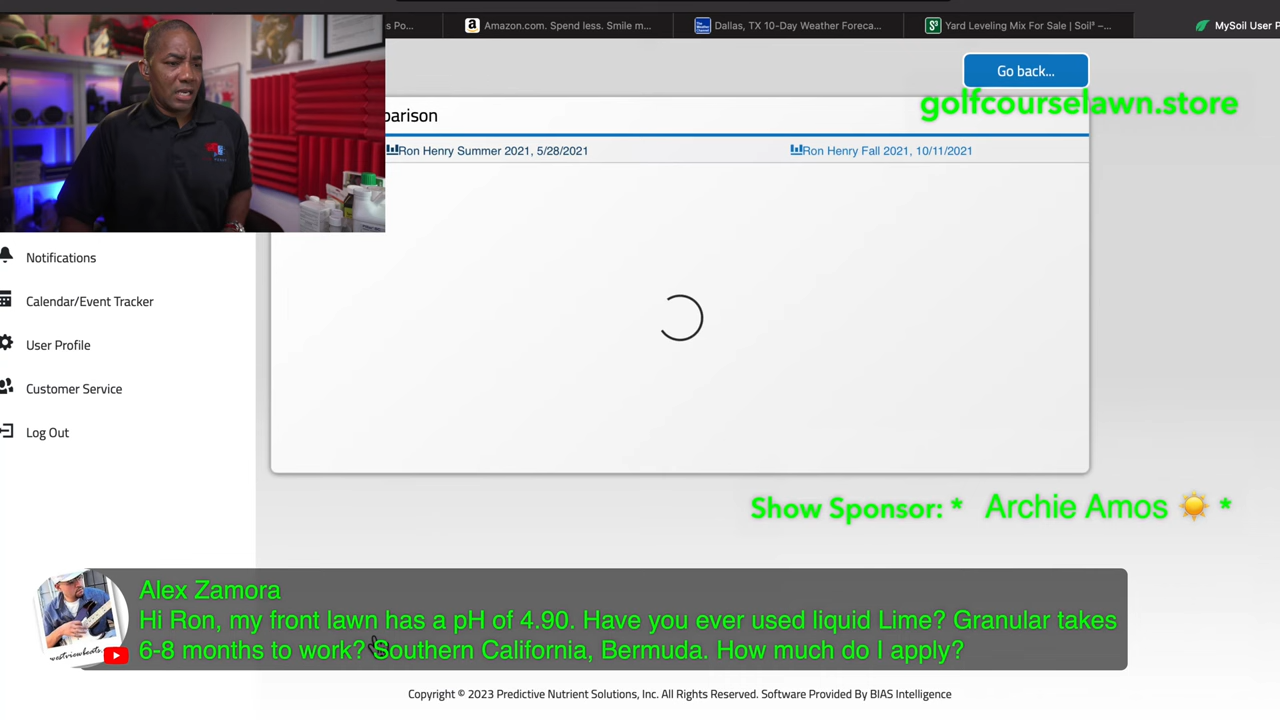 s Po...
Amazon.com. Spend less. Smile m...
Dallas, TX 10-Day Weather Foreca...
Yard Leveling Mix For Sale | Soil³ –...
MySoil User P
Go back...
golfcourselawn.store
parison
Ron Henry Summer 2021, 5/28/2021
Ron Henry Fall 2021, 10/11/2021
Notifications
Calendar/Event Tracker
User Profile
Customer Service
Log Out
Show Sponsor: * Archie Amos ☀️ *
Alex Zamora
Hi Ron, my front lawn has a pH of 4.90. Have you ever used liquid Lime? Granular takes
6-8 months to work? Southern California, Bermuda. How much do I apply?
Copyright © 2023 Predictive Nutrient Solutions, Inc. All Rights Reserved. Software Provided By BIAS Intelligence